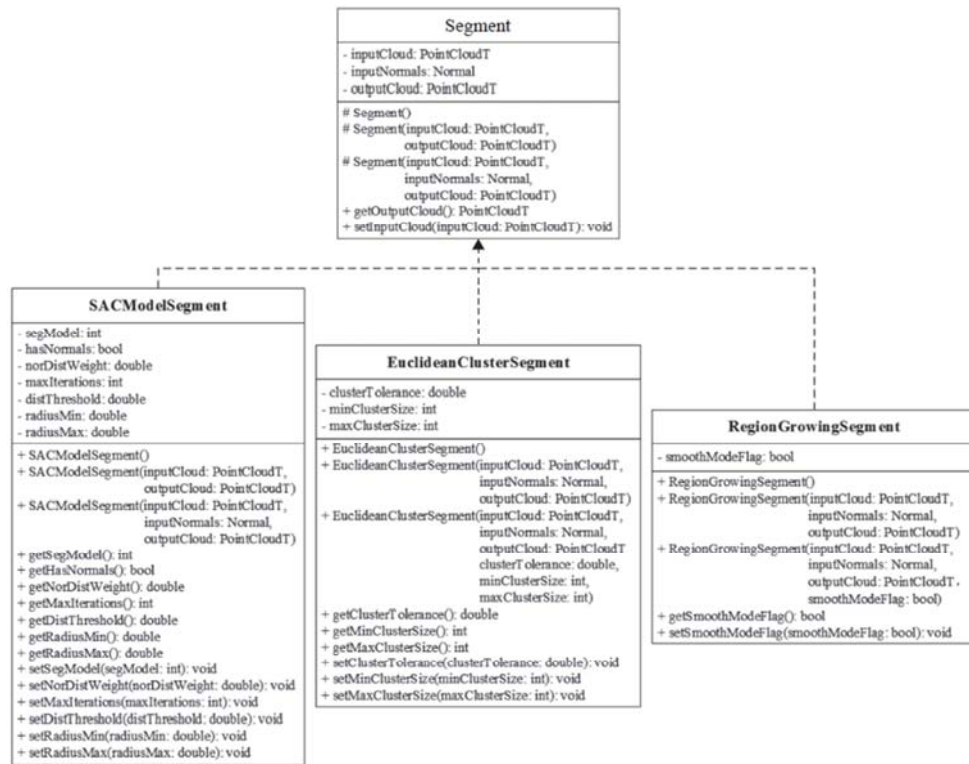 Segment
- inputCloud: PointCloudT
- inputNormals: Normal
- outputCloud: PointCloudT
# Segment()
# Segment(inputCloud: PointCloudT,
outputCloud: PointCloudT)
# Segment(inputCloud: PointCloudT,
inputNormals: Normal,
outputCloud: PointCloudT)
+ getOutputCloud(): PointCloudT
+ setInputCloud(inputCloud: PointCloudT): void
SACModelSegment
- segModel: int
- hasNormals: bool
- norDistWeight: double
- maxIterations: int
- distThreshold: double
- radiusMin: double
- radiusMax: double
+ SACModelSegment()
+ SACModelSegment(inputCloud: PointCloudT,
outputCloud: PointCloudT)
+ SACModelSegment(inputCloud: PointCloudT,
inputNormals: Normal,
outputCloud: PointCloudT)
+ getSegModel(): int
+ getHasNormals(): bool
+ getNorDistWeight(): double
+ getMaxIterations(): int
+ getDistThreshold(): double
+ getRadiusMin(): double
+ getRadiusMax(): double
+ setSegModel(segModel: int): void
+ setNorDistWeight(norDistWeight: double): void
+ setMaxIterations(maxIterations: int): void
+ setDistThreshold(distThreshold: double): void
+ setRadiusMin(radiusMin: double): void
+ setRadiusMax(radiusMax: double): void
EuclideanClusterSegment
- clusterTolerance: double
- minClusterSize: int
- maxClusterSize: int
+ EuclideanClusterSegment()
+ EuclideanClusterSegment(inputCloud: PointCloudT,
inputNormals: Normal,
outputCloud: PointCloudT)
+ EuclideanClusterSegment(inputCloud: PointCloudT,
inputNormals: Normal,
outputCloud: PointCloudT
clusterTolerance: double,
minClusterSize: int,
maxClusterSize: int)
+ getClusterTolerance(): double
+ getMinClusterSize(): int
+ getMaxClusterSize(): int
+ setClusterTolerance(clusterTolerance: double): void
+ setMinClusterSize(minClusterSize: int): void
+ setMaxClusterSize(maxClusterSize: int): void
RegionGrowingSegment
- smoothModeFlag: bool
+ RegionGrowingSegment()
+ RegionGrowingSegment(inputCloud: PointCloudT,
inputNormals: Normal,
outputCloud: PointCloudT)
+ RegionGrowingSegment(inputCloud: PointCloudT,
inputNormals: Normal,
outputCloud: PointCloudT,
smoothModeFlag: bool)
+ getSmoothModeFlag(): bool
+ setSmoothModeFlag(smoothModeFlag: bool): void